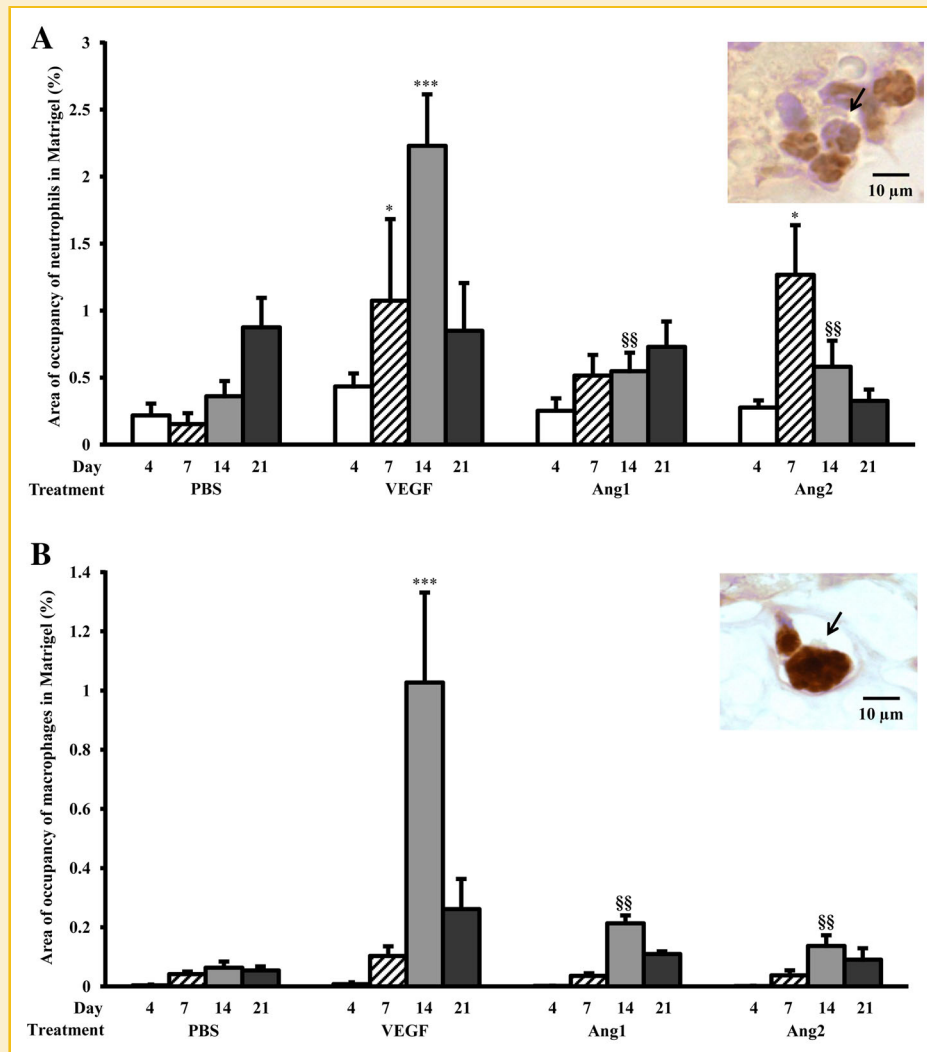 A
Area of occupancy of neutrophils in Matrigel (%)
3
2.5
2
1.5
1
0.5
0
***
*
§§
*
§§
10 µm
Day 4 7 14 21 4 7 14 21 4 7 14 21 4 7 14 21
Treatment PBS VEGF Ang1 Ang2
B
Area of occupancy of macrophages in Matrigel (%)
1.4
1.2
1
0.8
0.6
0.4
0.2
0
***
§§
§§
10 µm
Day 4 7 14 21 4 7 14 21 4 7 14 21 4 7 14 21
Treatment PBS VEGF Ang1 Ang2